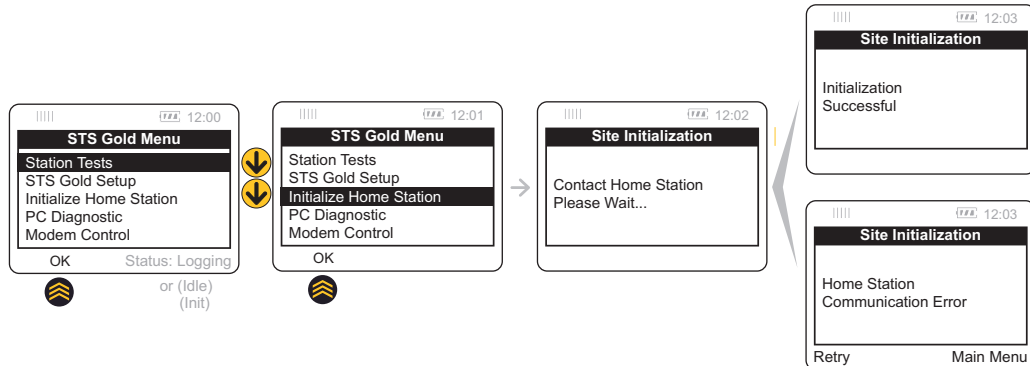 12:00
STS Gold Menu
Station Tests
STS Gold Setup
Initialize Home Station
PC Diagnostic
Modem Control
OK Status: Logging
or (Idle)
(Init)
12:01
STS Gold Menu
Station Tests
STS Gold Setup
Initialize Home Station
PC Diagnostic
Modem Control
OK
12:02
Site Initialization
Contact Home Station
Please Wait...
12:03
Site Initialization
Initialization
Successful
12:03
Site Initialization
Home Station
Communication Error
Retry Main Menu